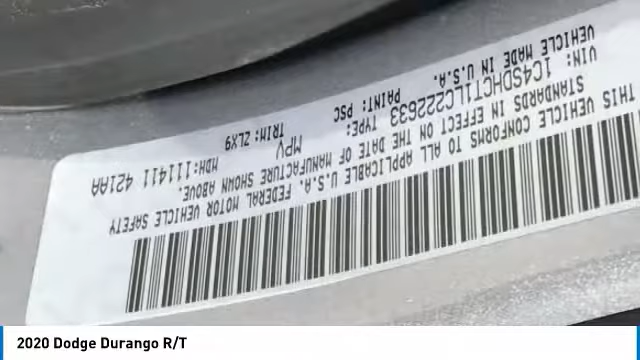 THIS VEHICLE CONFORMS TO ALL APPLICABLE U.S.A. FEDERAL MOTOR VEHICLE SAFETY
STANDARDS IN EFFECT ON THE DATE OF MANUFACTURE SHOWN ABOVE.
VIN: 1C4SDHCT1LC222633 TYPE: MPV MDH:111411 421AA
VEHICLE MADE IN U.S.A. PAINT: PSC TRIM:ZLX9
2020 Dodge Durango R/T